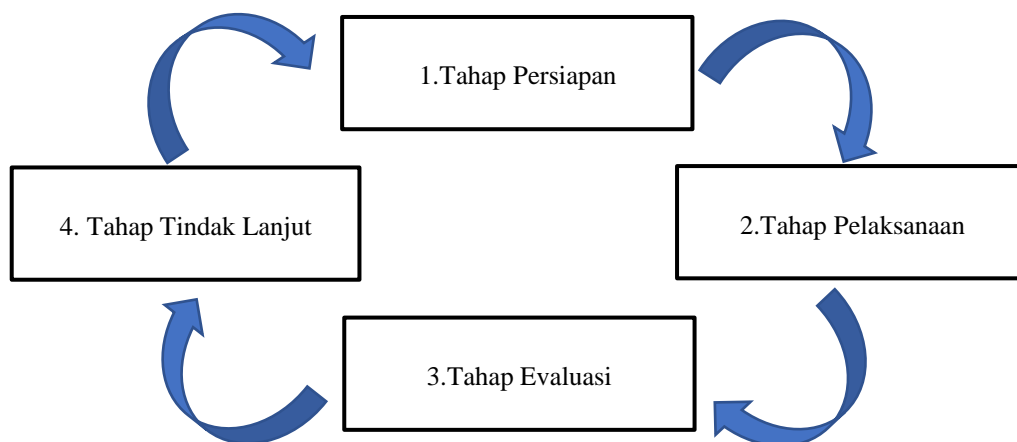 1.Tahap Persiapan
2.Tahap Pelaksanaan
3.Tahap Evaluasi
4. Tahap Tindak Lanjut